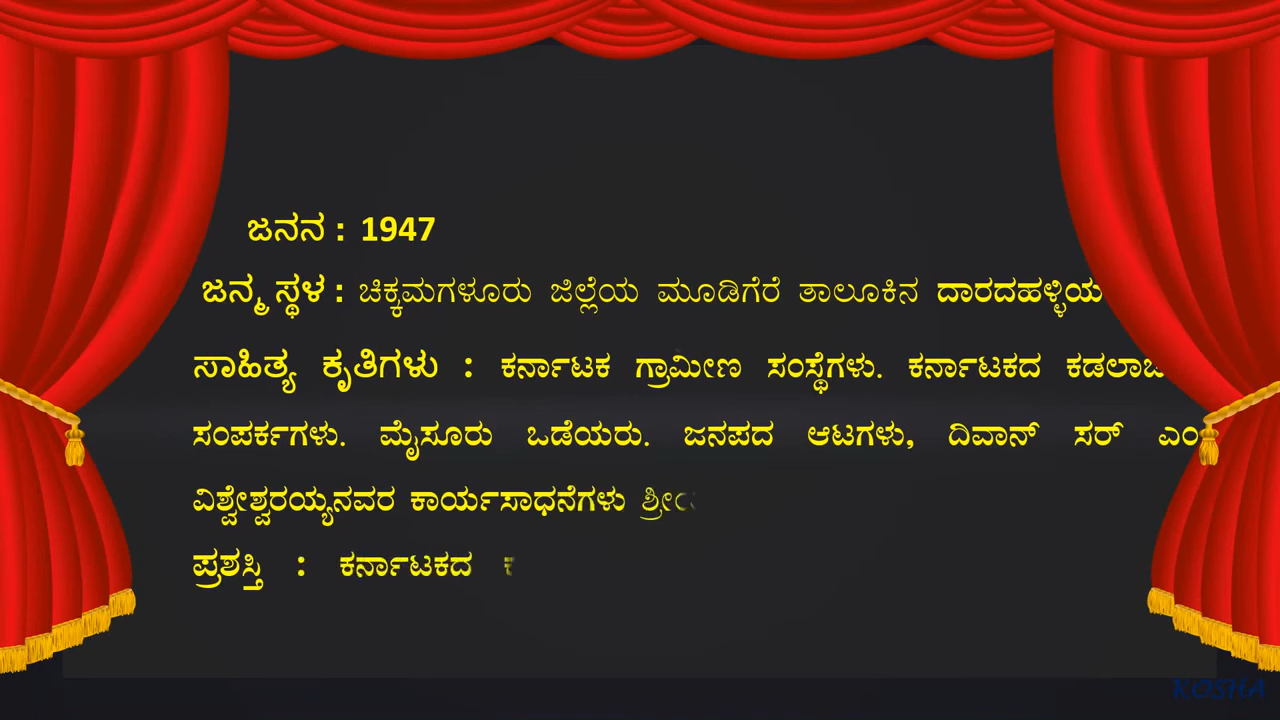 ಜನನ : 1947
ಜನ್ಮ ಸ್ಥಳ : ಚಿಕ್ಕಮಗಳೂರು ಜಿಲ್ಲೆಯ ಮೂಡಿಗೆರೆ ತಾಲೂಕಿನ ದಾರದಹಳ್ಳಿಯ
ಸಾಹಿತ್ಯ ಕೃತಿಗಳು : ಕರ್ನಾಟಕ ಗ್ರಾಮೀಣ ಸಂಸ್ಥೆಗಳು. ಕರ್ನಾಟಕದ
ಸಂಪರ್ಕಗಳು. ಮೈಸೂರು ಒಡೆಯರು. ಜನಪದ ಆಟಗಳು, ದಿವಾನ್ ಸರ್ ಎಂ
ವಿಶ್ವೇಶ್ವರಯ್ಯನವರ ಕಾರ್ಯಸಾಧನೆಗಳು
ಪ್ರಶಸ್ತಿ : ಕರ್ನಾಟಕದ
KOSHA